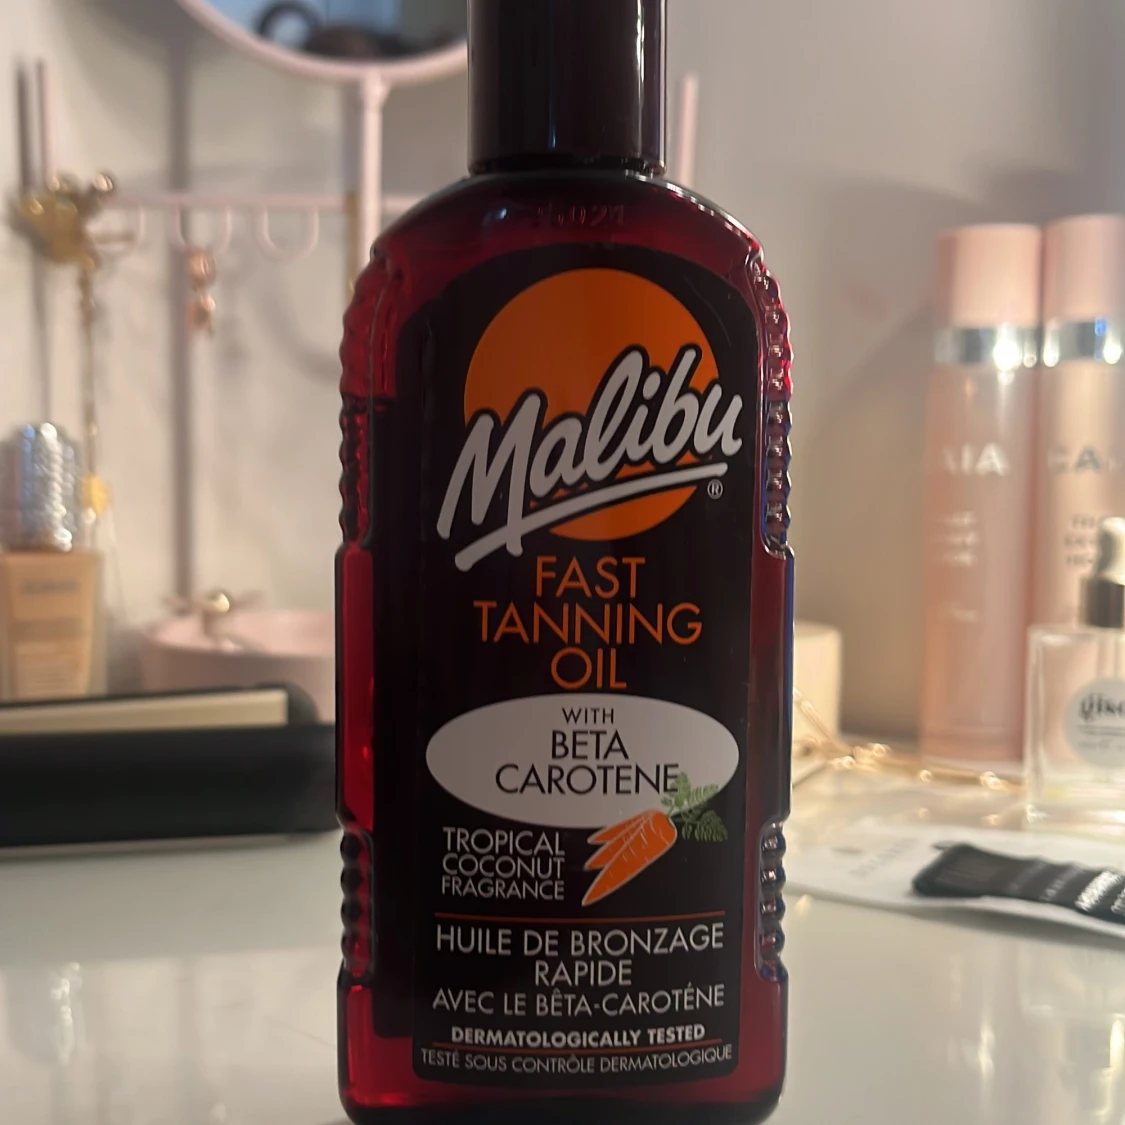 Malibu
®
FAST
TANNING
OIL
WITH
BETA
CAROTENE
TROPICAL
COCONUT
FRAGRANCE
HUILE DE BRONZAGE
RAPIDE
AVEC LE BÊTA-CAROTÉNE
DERMATOLOGICALLY TESTED
TESTÉ SOUS CONTRÔLE DERMATOLOGIQUE